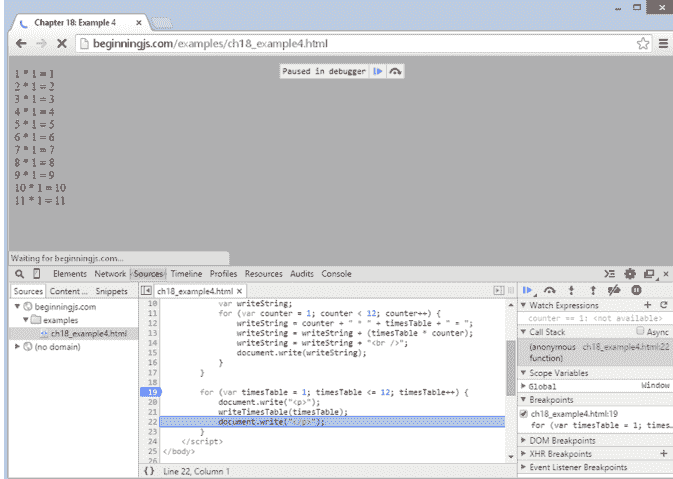 Chapter 18: Example 4
beginningjs.com/examples/ch18_example4.html
Paused in debugger
1 * 1 = 1
2 * 1 = 2
3 * 1 = 3
4 * 1 = 4
5 * 1 = 5
6 * 1 = 6
7 * 1 = 7
8 * 1 = 8
9 * 1 = 9
10 * 1 = 10
11 * 1 = 11
Waiting for beginningjs.com...
Elements Network Sources Timeline Profiles Resources Audits Console
Sources Content ... Snippets
beginningjs.com
examples
ch18_example4.html
(no domain)
ch18_example4.html
10 var writeString;
11 for (var counter = 1; counter < 12; counter++) {
12 writeString = counter + " * " + timesTable + " = ";
13 writeString = writeString + (timesTable * counter);
14 writeString = writeString + "<br />";
15 document.write(writeString);
16 }
17 }
18
19 for (var timesTable = 1; timesTable <= 12; timesTable++) {
20 document.write("<p>");
21 writeTimesTable(timesTable);
22 document.write("</p>");
23 }
24 </script>
25 </body>
{} Line 22, Column 1
Watch Expressions
counter == 1: <not available>
Call Stack Async
(anonymous function) ch18_example4.html:22
Scope Variables
Global Window
Breakpoints
ch18_example4.html:19
for (var timesTable = 1; times...
DOM Breakpoints
XHR Breakpoints
Event Listener Breakpoints